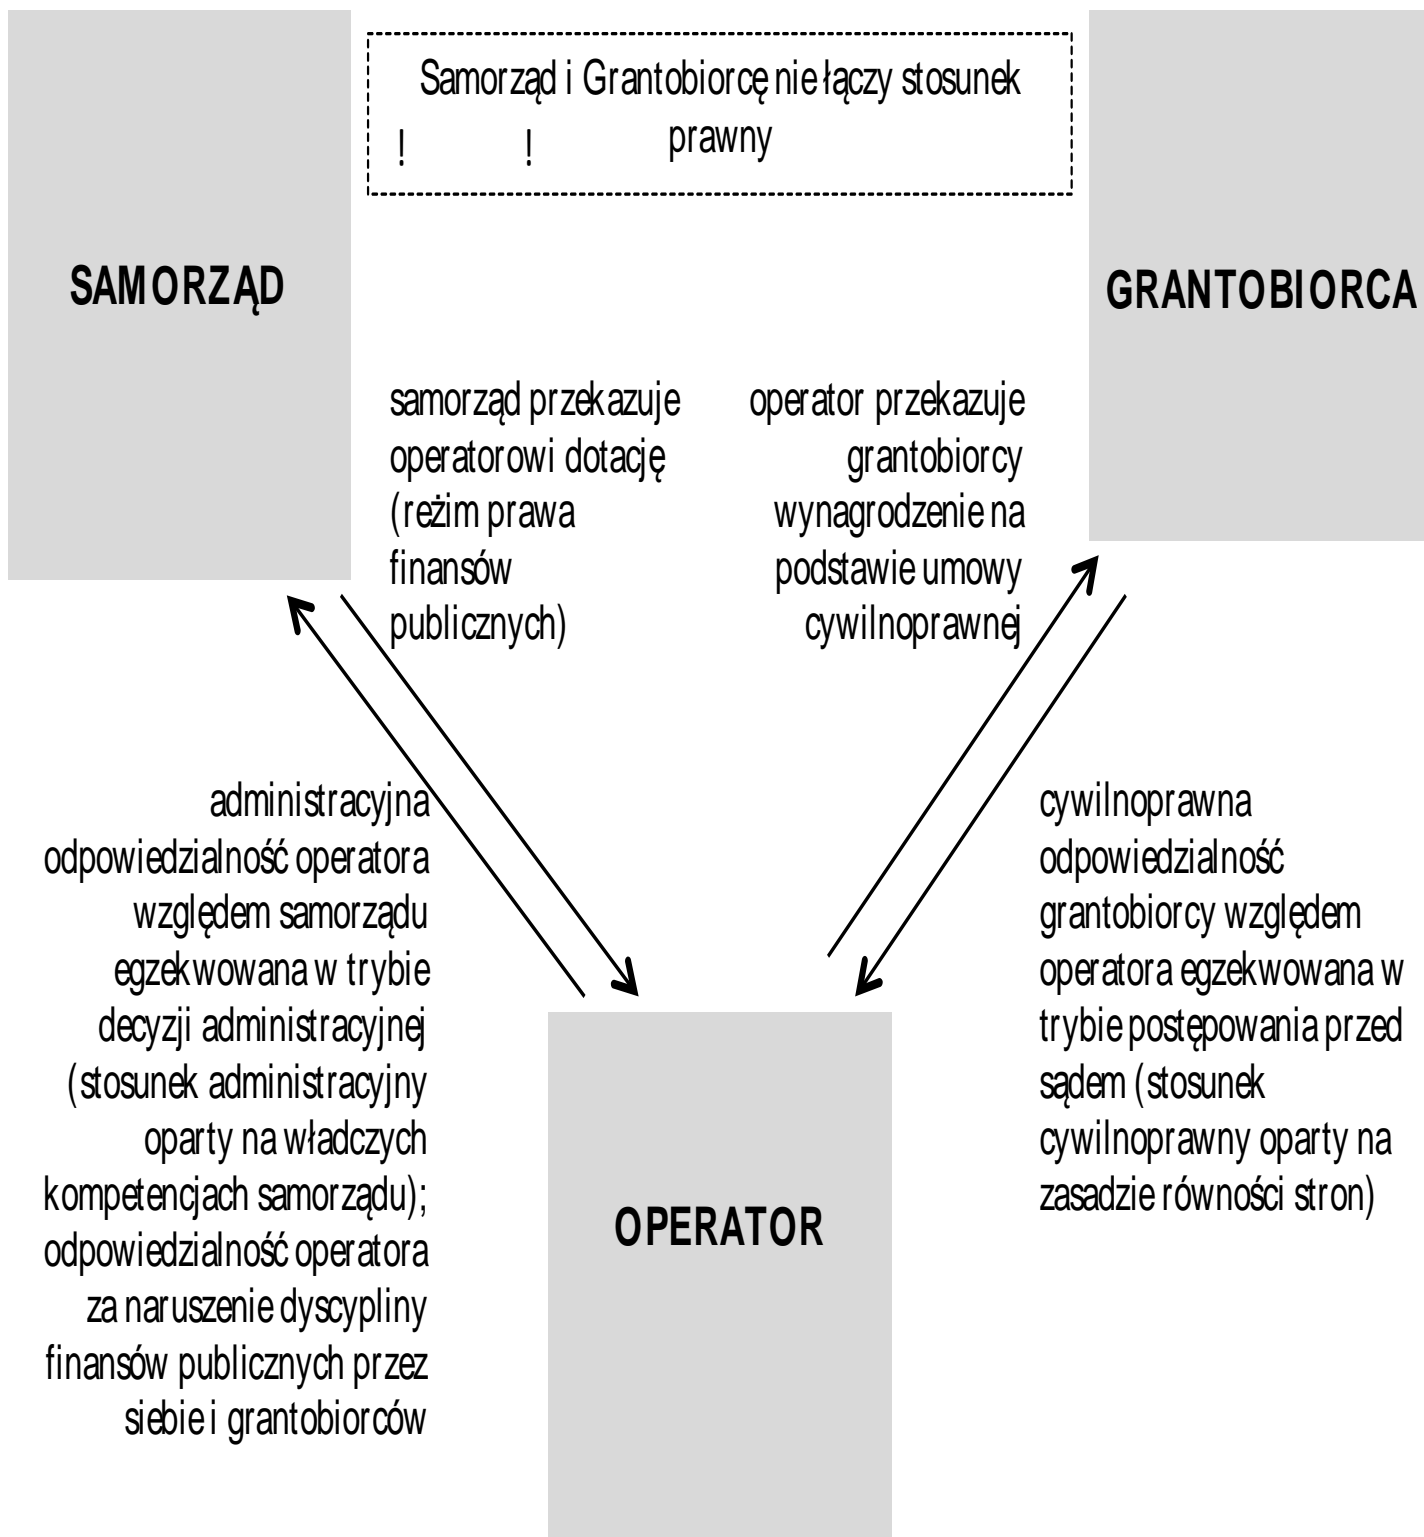 Samorząd i Grantobiorcę nie łączy stosunek
! ! prawny
SAMORZĄD
GRANTOBIORCA
samorząd przekazuje
operatorowi dotację
(reżim prawa
finansów
publicznych)
operator przekazuje
grantobiorcy
wynagrodzenie na
podstawie umowy
cywilnoprawnej
administracyjna
odpowiedzialność operatora
względem samorządu
egzekwowana w trybie
decyzji administracyjnej
(stosunek administracyjny
oparty na władczych
kompetencjach samorządu);
odpowiedzialność operatora
za naruszenie dyscypliny
finansów publicznych przez
siebie i grantobiorców
cywilnoprawna
odpowiedzialność
grantobiorcy względem
operatora egzekwowana w
trybie postępowania przed
sądem (stosunek
cywilnoprawny oparty na
zasadzie równości stron)
OPERATOR